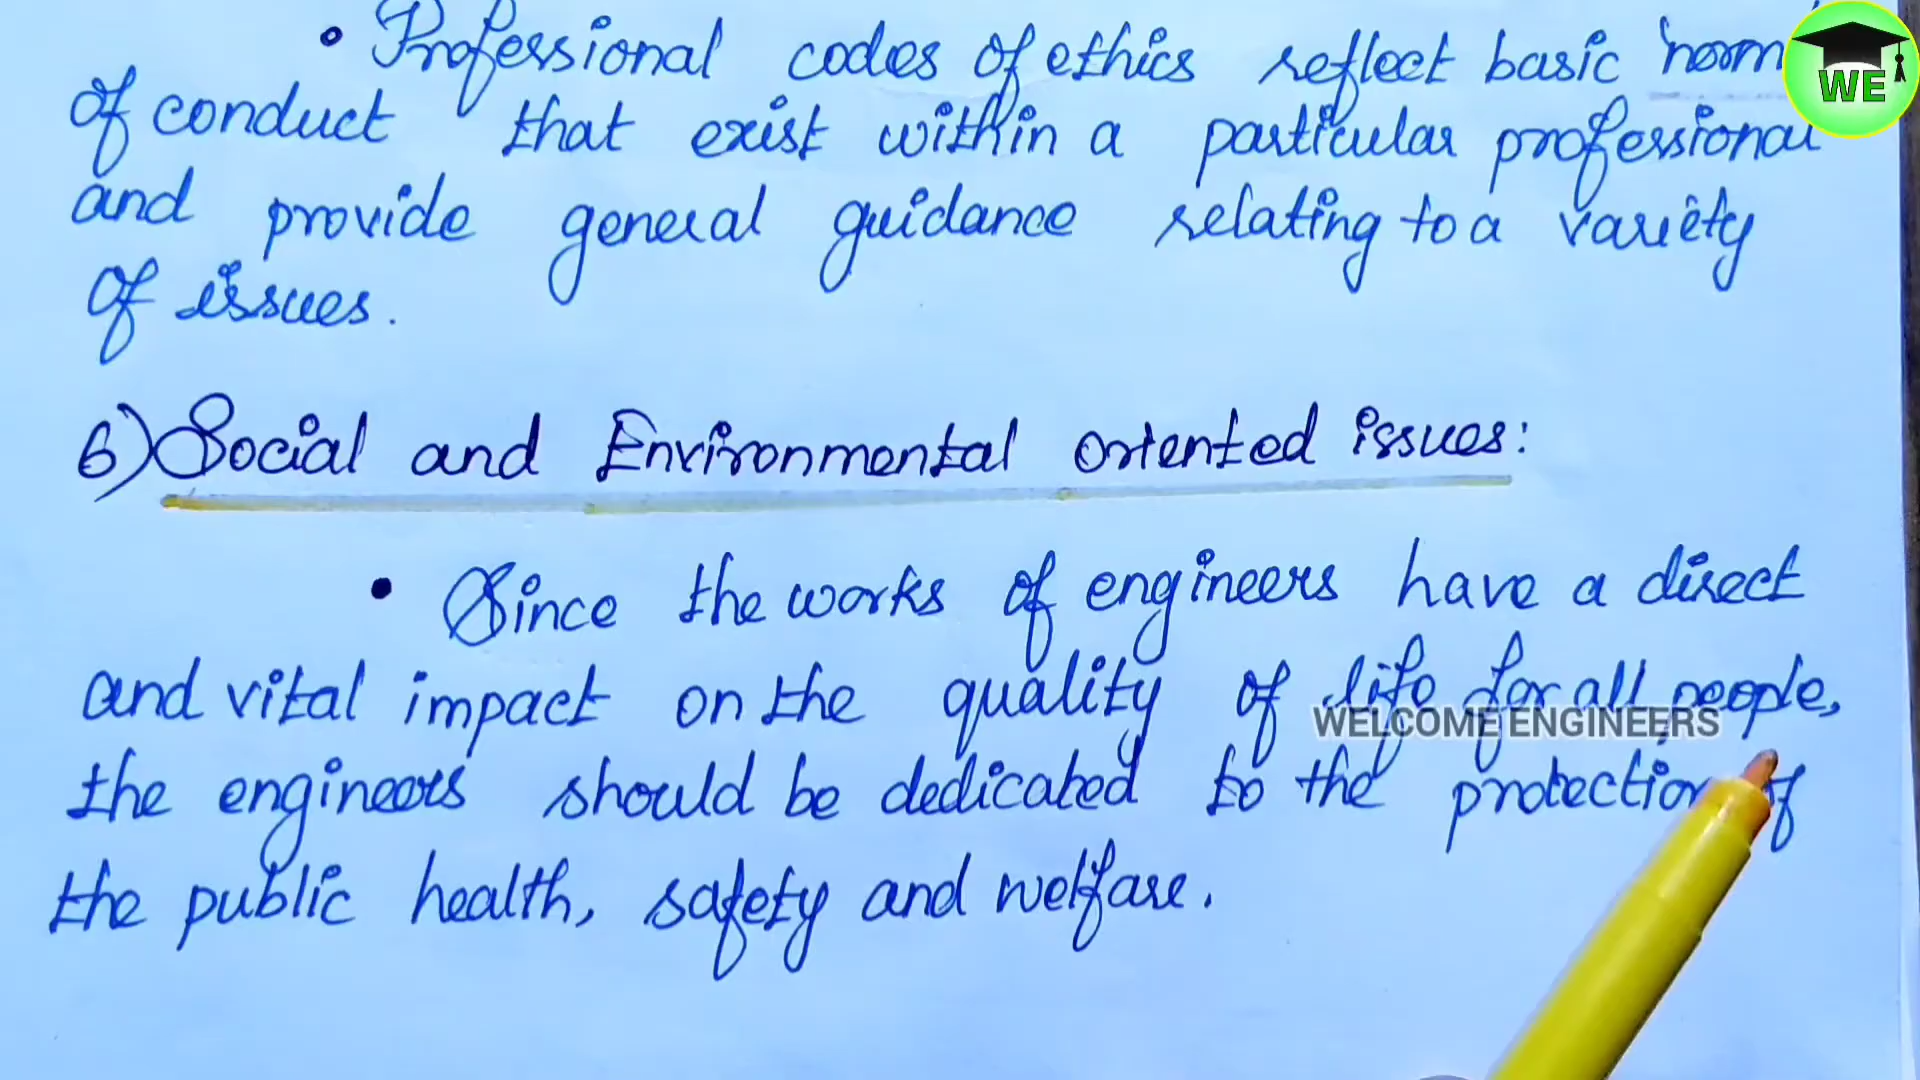 • Professional codes of ethics reflect basic norm
of conduct that exist within a particular professional
and provide general guidance relating to a variety
of issues.
6) Social and Environmental oriented issues:
• Since the works of engineers have a direct
and vital impact on the quality of life for all people,
the engineers should be dedicated to the protection of
the public health, safety and welfare.
WE
WELCOME ENGINEERS